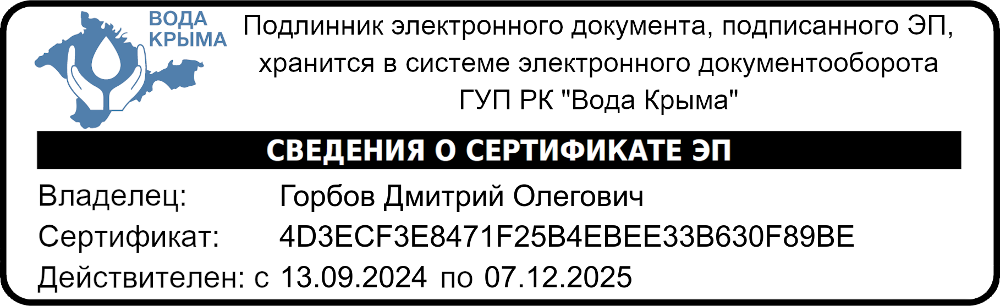 ВОДА
КРЫМА
Подлинник электронного документа, подписанного ЭП,
хранится в системе электронного документооборота
ГУП РК "Вода Крыма"
СВЕДЕНИЯ О СЕРТИФИКАТЕ ЭП
Владелец: Горбов Дмитрий Олегович
Сертификат: 4D3ECF3E8471F25B4EBEE33B630F89BE
Действителен: с 13.09.2024 по 07.12.2025